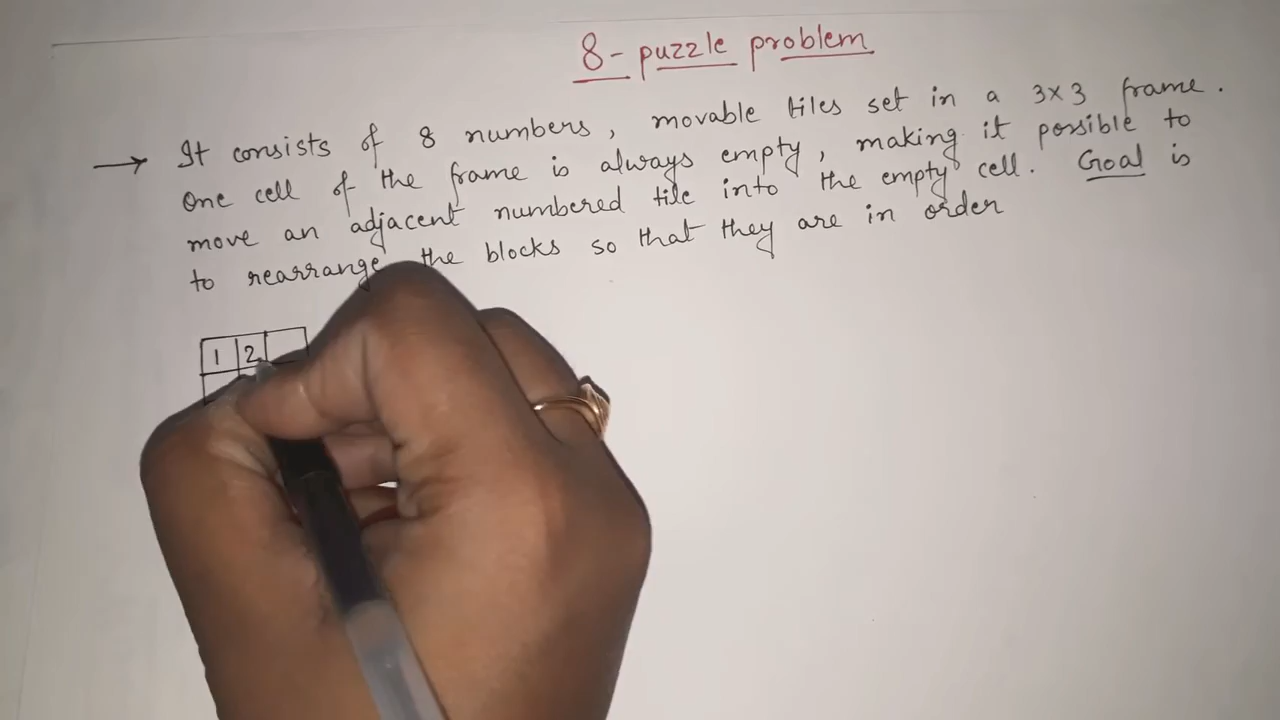 8-puzzle problem
→ It consists of 8 numbers, movable tiles set in a 3×3 frame.
One cell of the frame is always empty, making it possible to
move an adjacent numbered tile into the empty cell. Goal is
to rearrange the blocks so that they are in order
1 2